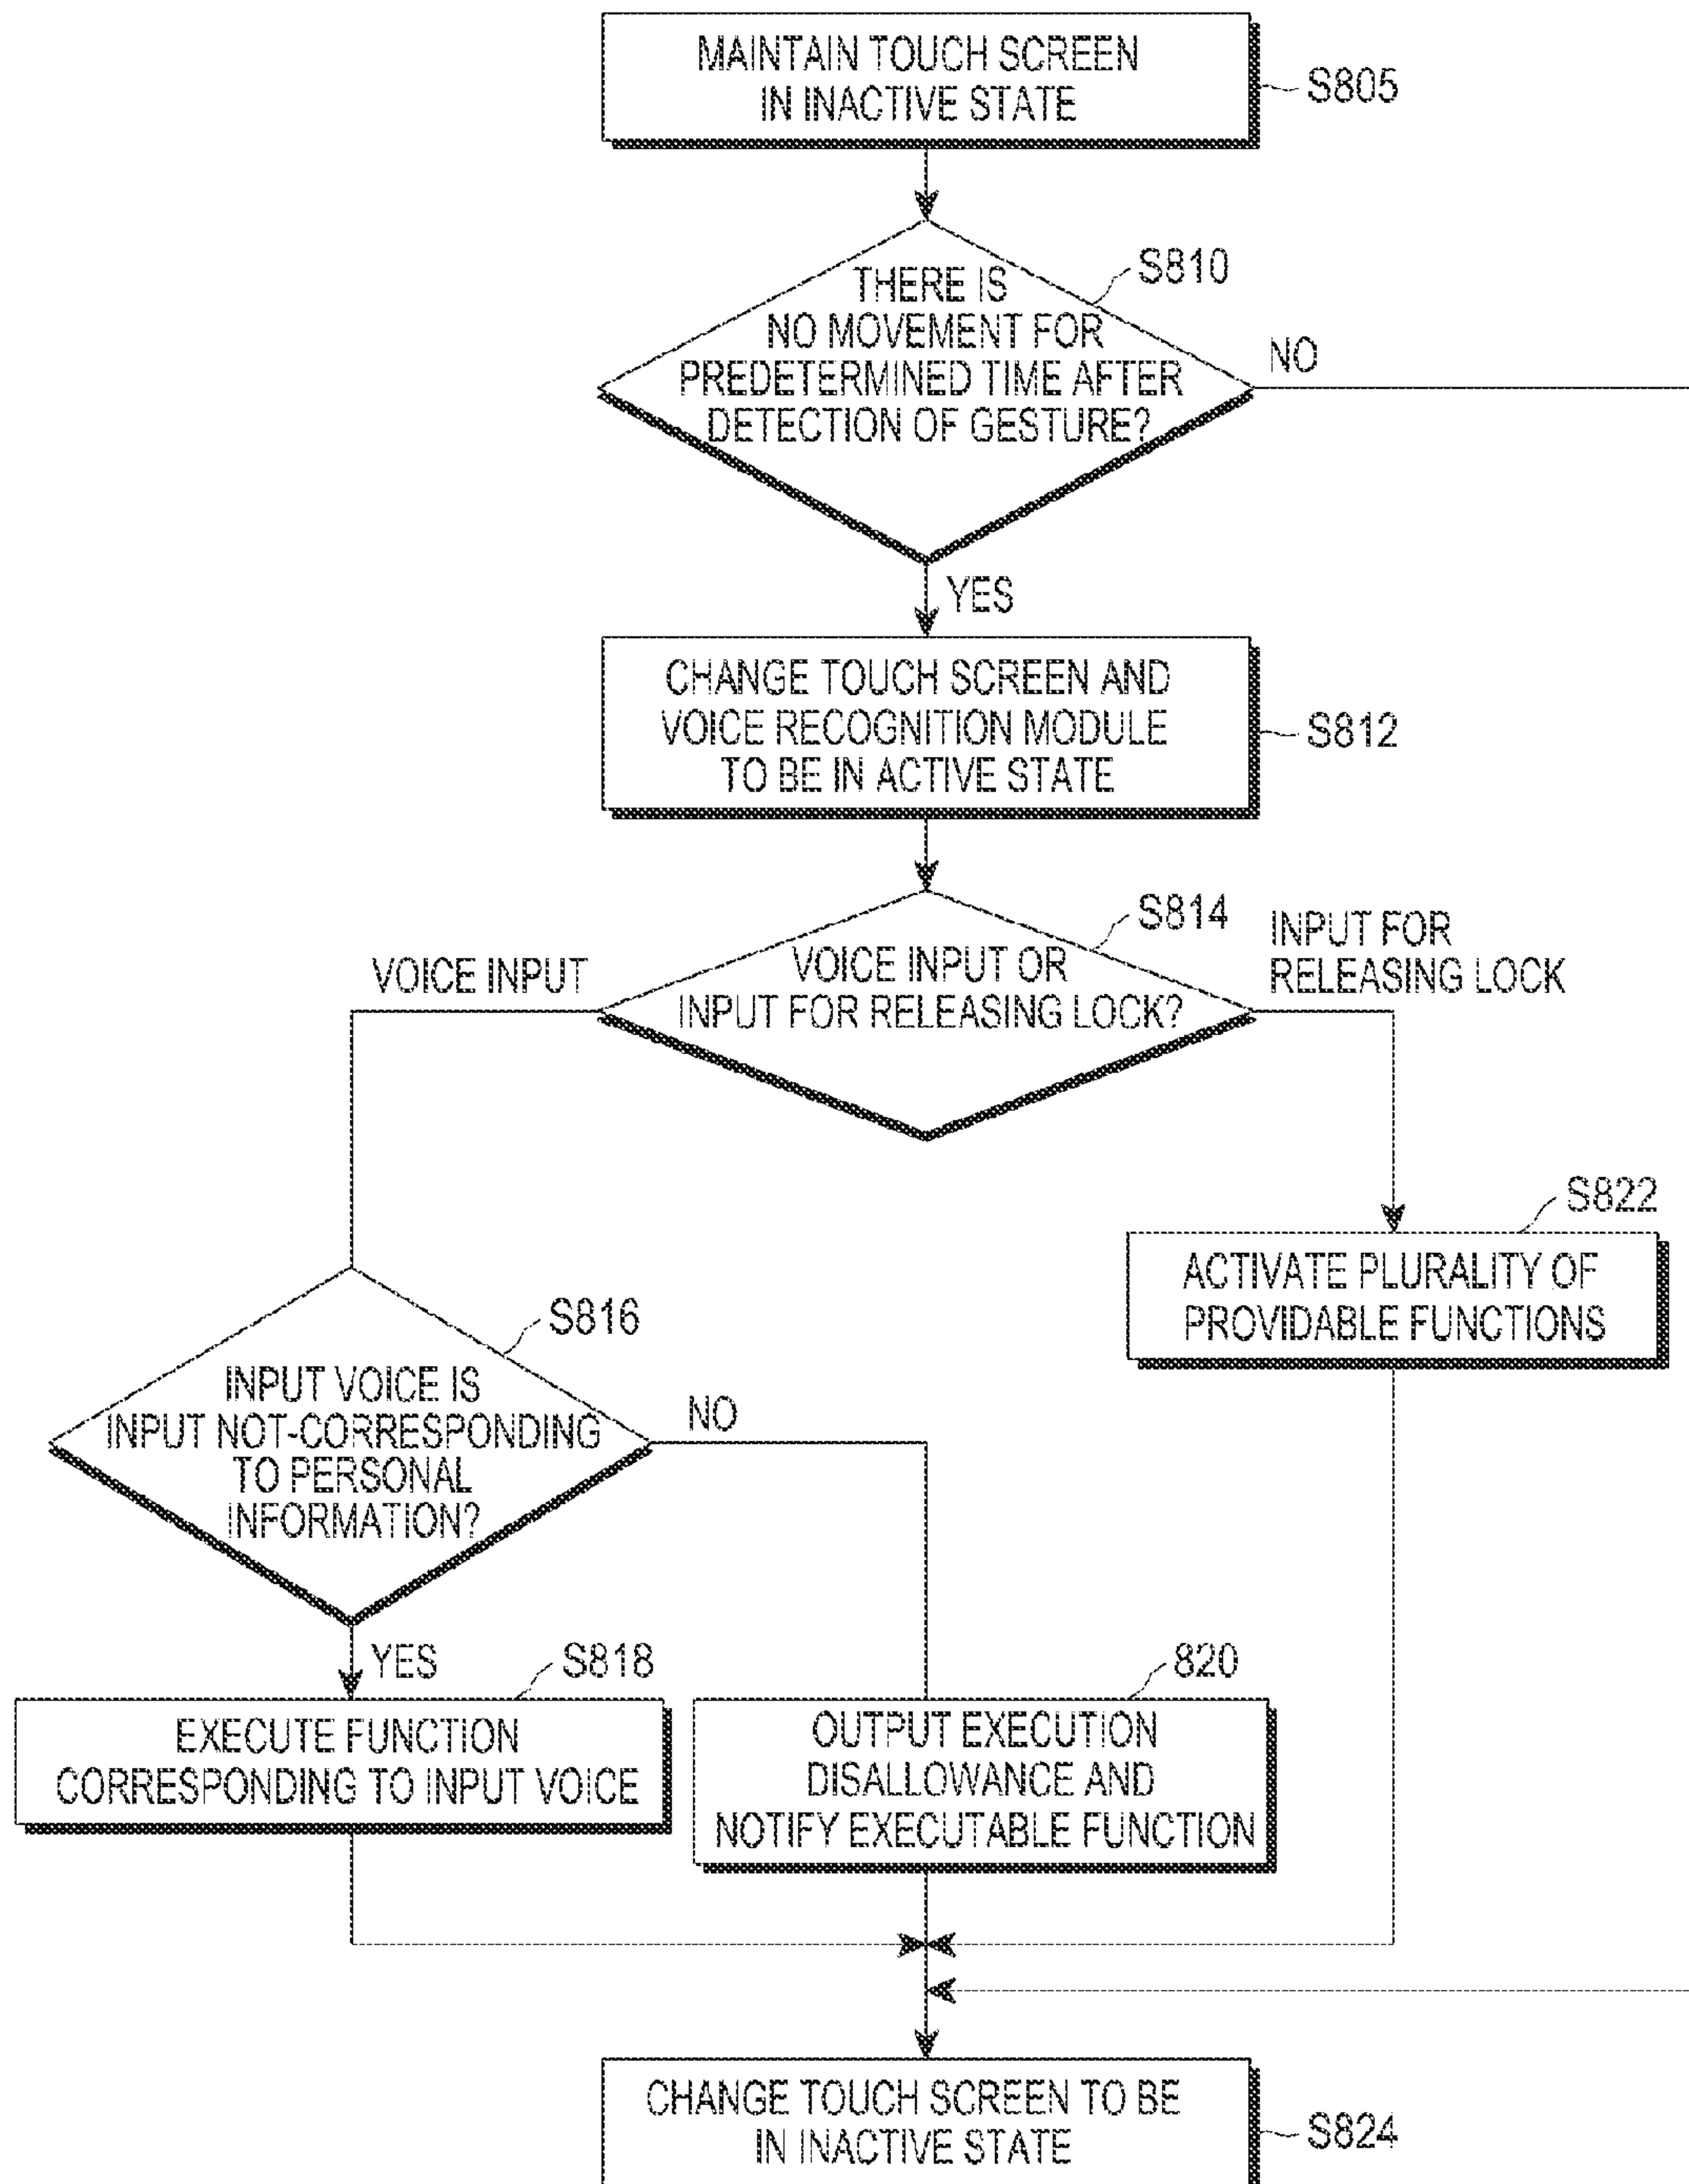 MAINTAIN TOUCH SCREEN
IN INACTIVE STATE
S805
S810
THERE IS
NO MOVEMENT FOR
PREDETERMINED TIME AFTER
DETECTION OF GESTURE?
NO
YES
CHANGE TOUCH SCREEN AND
VOICE RECOGNITION MODULE
TO BE IN ACTIVE STATE
S812
S814
VOICE INPUT OR
INPUT FOR RELEASING LOCK?
VOICE INPUT
INPUT FOR
RELEASING LOCK
S822
ACTIVATE PLURALITY OF
PROVIDABLE FUNCTIONS
S816
INPUT VOICE IS
INPUT NOT-CORRESPONDING
TO PERSONAL
INFORMATION?
NO
YES
S818
EXECUTE FUNCTION
CORRESPONDING TO INPUT VOICE
820
OUTPUT EXECUTION
DISALLOWANCE AND
NOTIFY EXECUTABLE FUNCTION
CHANGE TOUCH SCREEN TO BE
IN INACTIVE STATE
S824